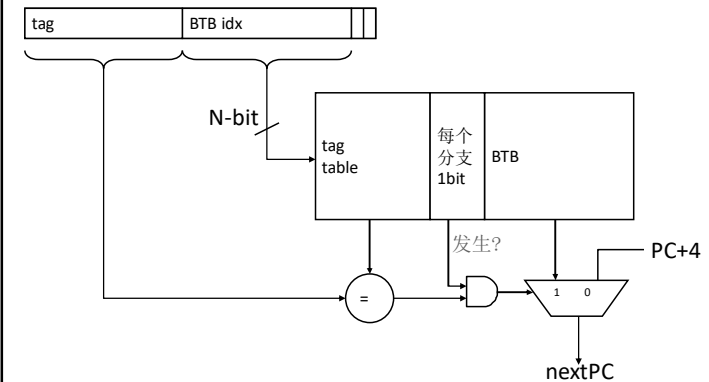 tag
BTB idx
N-bit
tag
table
每个
分支
1bit
BTB
发生?
PC+4
=
1
0
nextPC